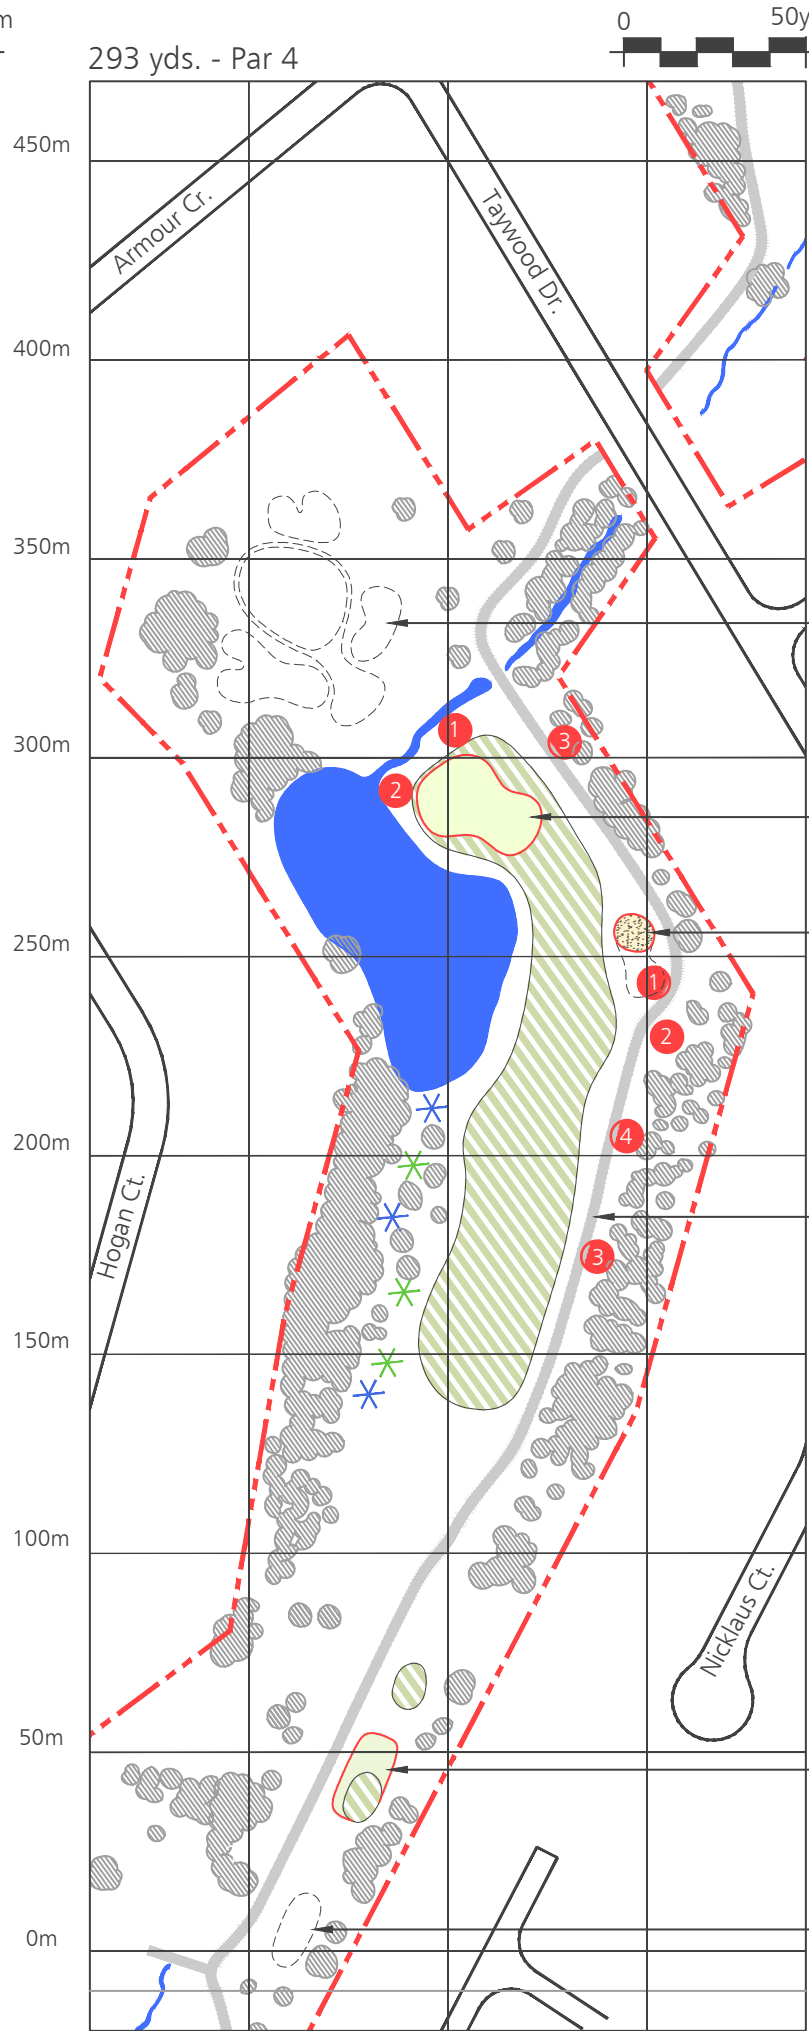 m
0
50y
293 yds. - Par 4
450m
Armour Cr.
Taywood Dr.
400m
350m
1
3
300m
2
250m
1
2
4
200m
Hogan Ct.
3
150m
100m
Nicklaus Ct.
50m
0m